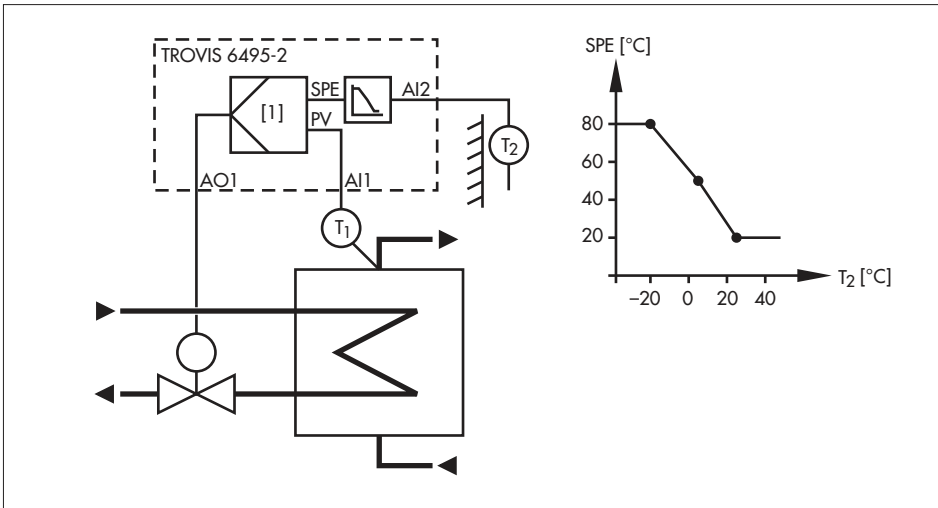 TROVIS 6495-2
[1]
SPE
PV
AI2
AO1
AI1
T1
T2
SPE [°C]
80
60
40
20
−20 0 20 40
T2 [°C]